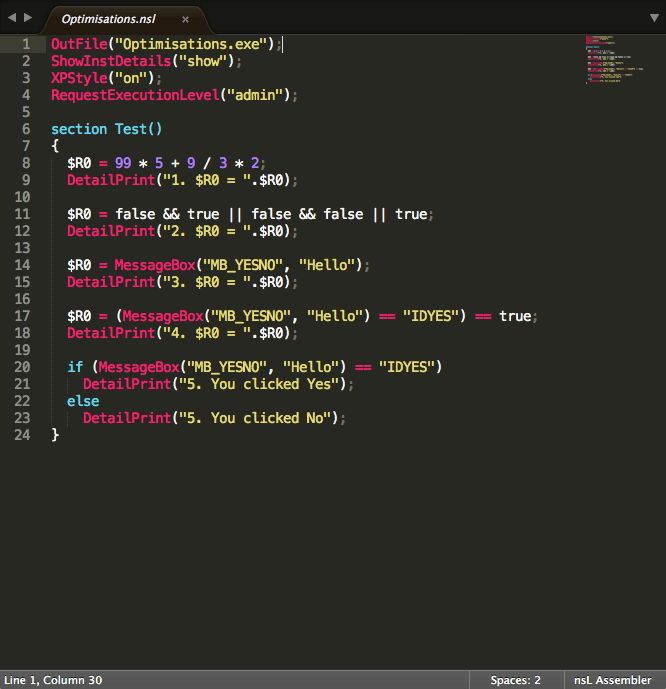 Optimisations.nsl ×
1 OutFile("Optimisations.exe");
2 ShowInstDetails("show");
3 XPStyle("on");
4 RequestExecutionLevel("admin");
5
6 section Test()
7 {
8 $R0 = 99 * 5 + 9 / 3 * 2;
9 DetailPrint("1. $R0 = ".$R0);
10
11 $R0 = false && true || false && false || true;
12 DetailPrint("2. $R0 = ".$R0);
13
14 $R0 = MessageBox("MB_YESNO", "Hello");
15 DetailPrint("3. $R0 = ".$R0);
16
17 $R0 = (MessageBox("MB_YESNO", "Hello") == "IDYES") == true;
18 DetailPrint("4. $R0 = ".$R0);
19
20 if (MessageBox("MB_YESNO", "Hello") == "IDYES")
21 DetailPrint("5. You clicked Yes");
22 else
23 DetailPrint("5. You clicked No");
24 }
Line 1, Column 30 Spaces: 2 nsL Assembler